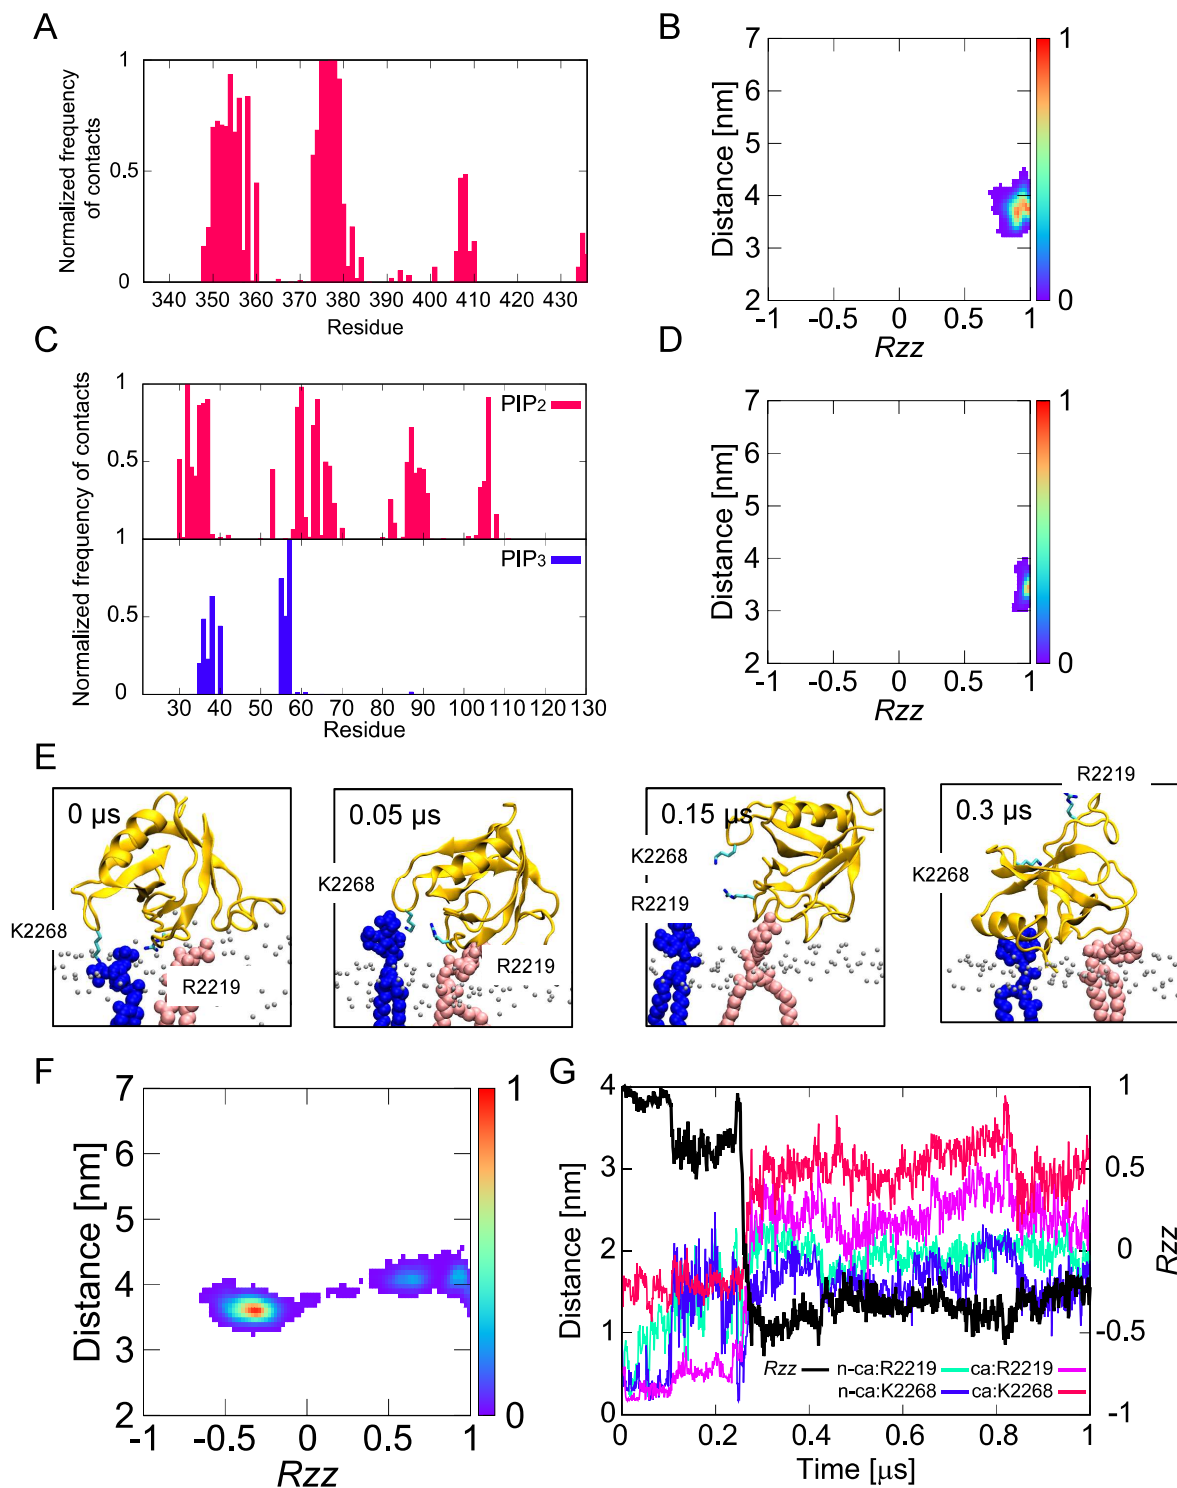 A
Normalized frequency
of contacts
1
0.5
0
340 350 360 370 380 390 400 410 420 430
Residue
B
Distance [nm]
7
6
5
4
3
2
-1 -0.5 0 0.5 1
Rzz
1
0
C
Normalized frequency of contacts
1
0.5
1
0.5
0
PIP2
PIP3
30 40 50 60 70 80 90 100 110 120 130
Residue
D
Distance [nm]
7
6
5
4
3
2
-1 -0.5 0 0.5 1
Rzz
1
0
E
0 µs
K2268
R2219
0.05 µs
K2268
R2219
0.15 µs
K2268
R2219
0.3 µs
R2219
K2268
F
Distance [nm]
7
6
5
4
3
2
-1 -0.5 0 0.5 1
Rzz
1
0
G
Distance [nm]
4
3
2
1
0
0 0.2 0.4 0.6 0.8 1
Time [µs]
1
0.5
0
-0.5
-1
Rzz
Rzz n-ca:R2219 ca:R2219
n-ca:K2268 ca:K2268